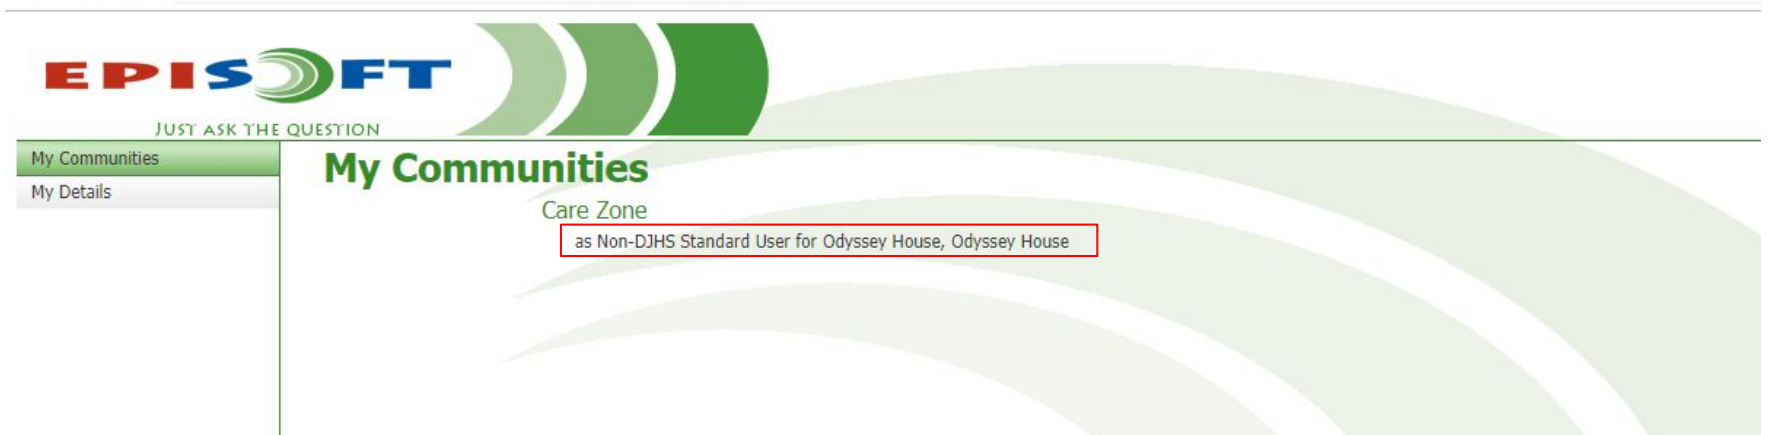 EPISOFT
JUST ASK THE QUESTION
My Communities
My Details
My Communities
Care Zone
as Non-DJHS Standard User for Odyssey House, Odyssey House